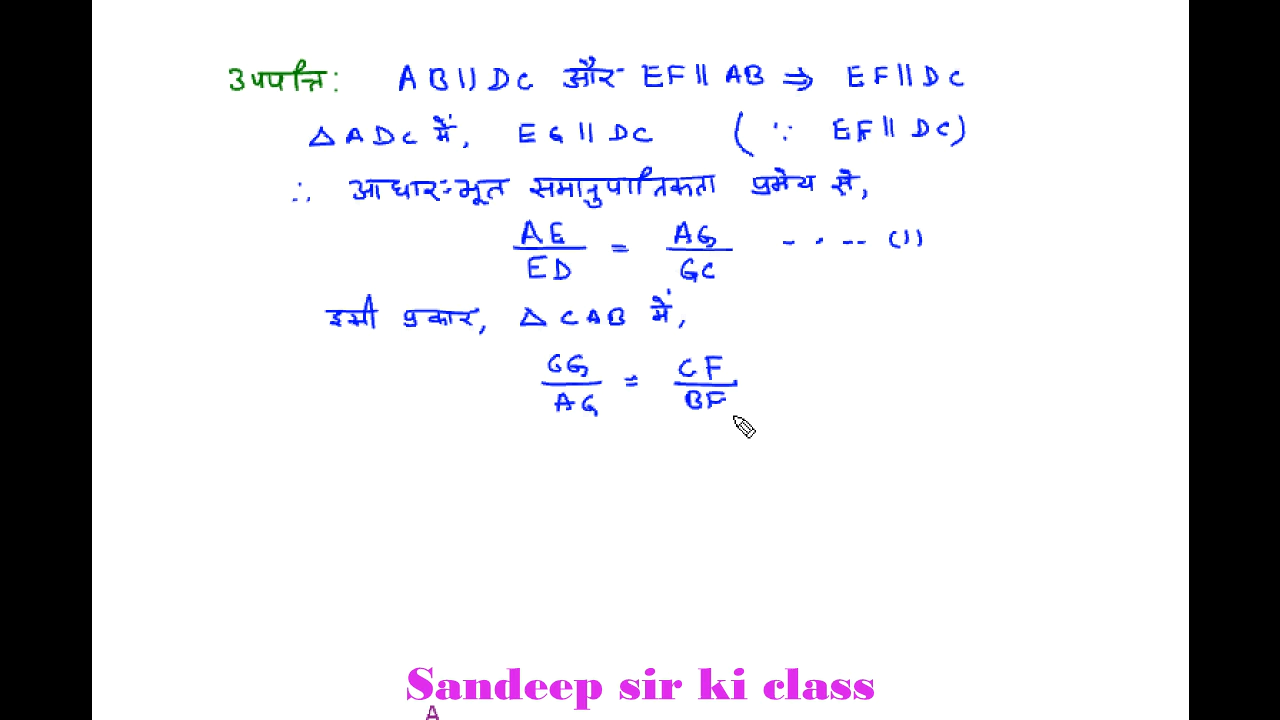 उपपत्ति: AB || DC और EF || AB ⇒ EF || DC
△ADC में, EG || DC (∵ EF || DC)
∴ आधारभूत समानुपातिकता प्रमेय से,
AE/ED = AG/GC - - - - (1)
इसी प्रकार, △CAB में,
CG/AG = CF/BF
Sandeep sir ki class
A